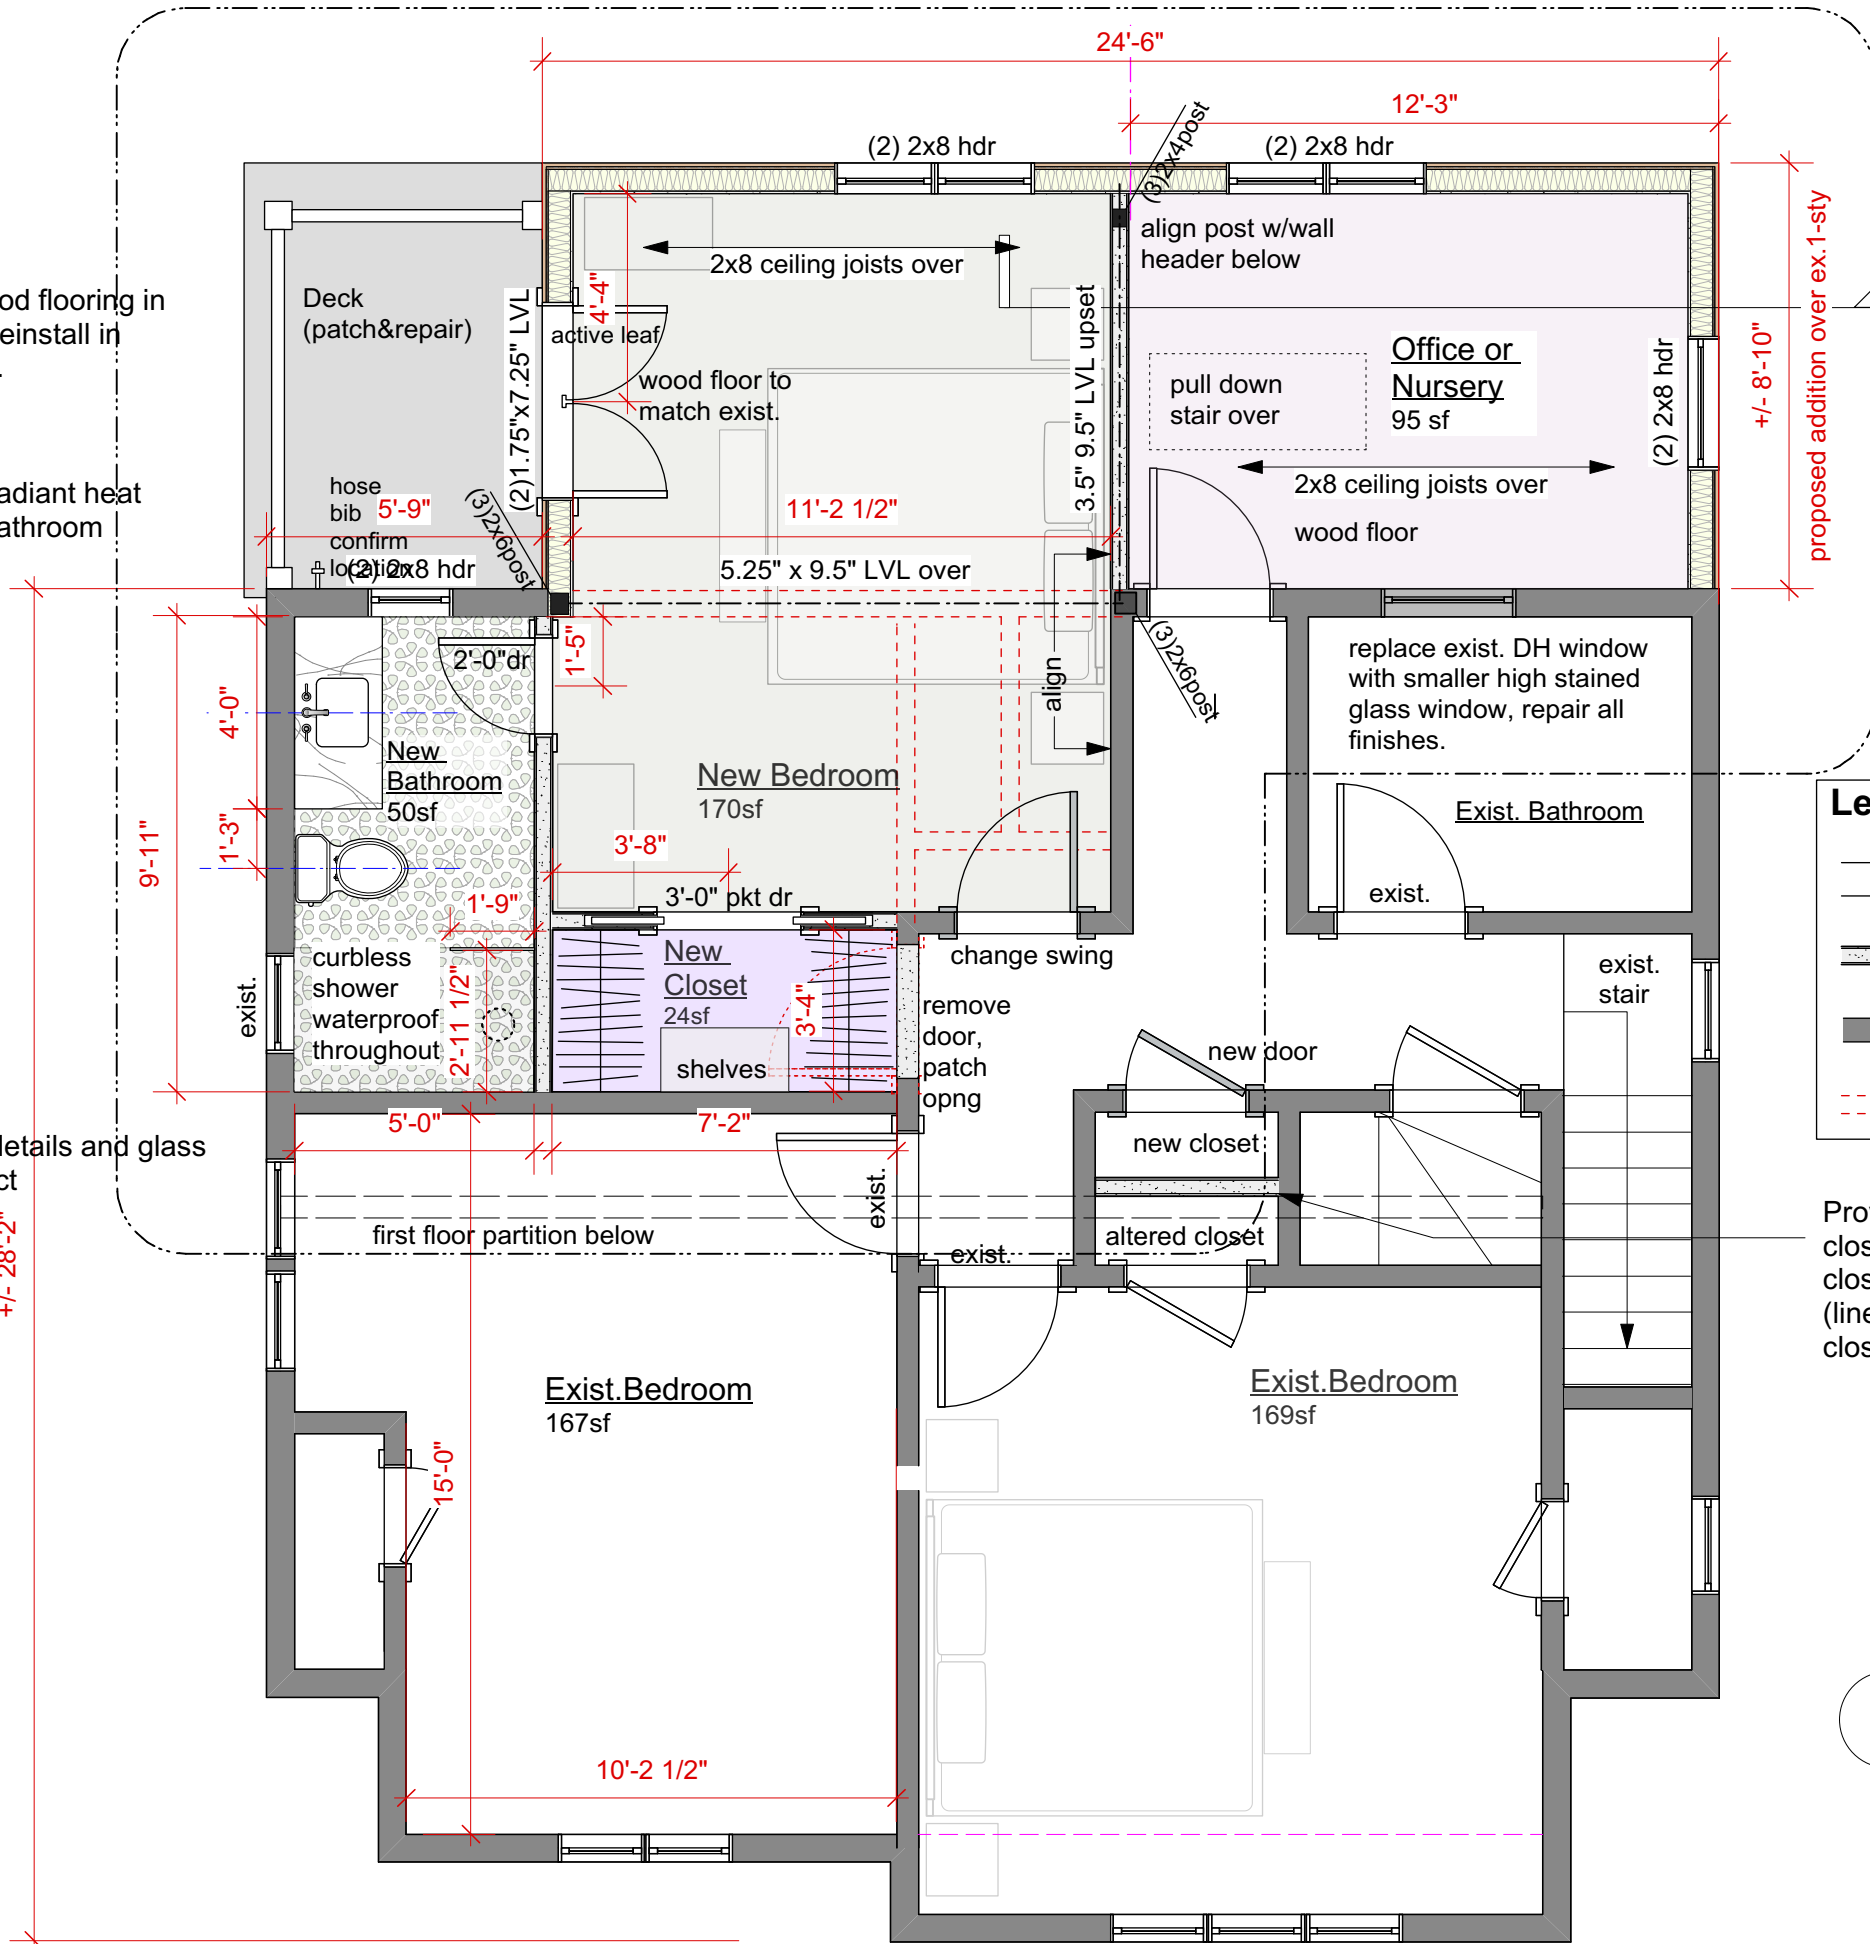 24'-6"
12'-3"
(2) 2x8 hdr
(2) 2x8 hdr
(3)2x4post
align post w/wall
header below
2x8 ceiling joists over
Deck
(patch&repair)
(2)1.75"x7.25" LVL
active leaf
4'-4"
wood floor to
match exist.
3.5" 9.5" LVL upset
Office or
Nursery
95 sf
pull down
stair over
(2) 2x8 hdr
+/- 8'-10"
proposed addition over ex.1-sty
2x8 ceiling joists over
wood floor
od flooring in
einstall in
adiant heat
athroom
hose
bib
confirm
location
5'-9"
(2) 2x8 hdr
(3)2x6post
11'-2 1/2"
5.25" x 9.5" LVL over
1'-5"
align
(3)2x6post
replace exist. DH window
with smaller high stained
glass window, repair all
finishes.
2'-0"dr
4'-0"
New
Bathroom
50sf
New Bedroom
170sf
Exist. Bathroom
Le
9'-11"
1'-3"
3'-8"
3'-0" pkt dr
1'-9"
exist.
change swing
exist.
curbless
shower
waterproof
throughout
2'-11 1/2"
New
Closet
24sf
3'-4"
shelves
remove
door,
patch
opng
exist.
stair
new door
5'-0"
7'-2"
new closet
letails and glass
ct
exist.
first floor partition below
altered closet
exist.
Pro
clos
clos
(line
clos
+/- 28'-2"
Exist.Bedroom
167sf
Exist.Bedroom
169sf
15'-0"
10'-2 1/2"